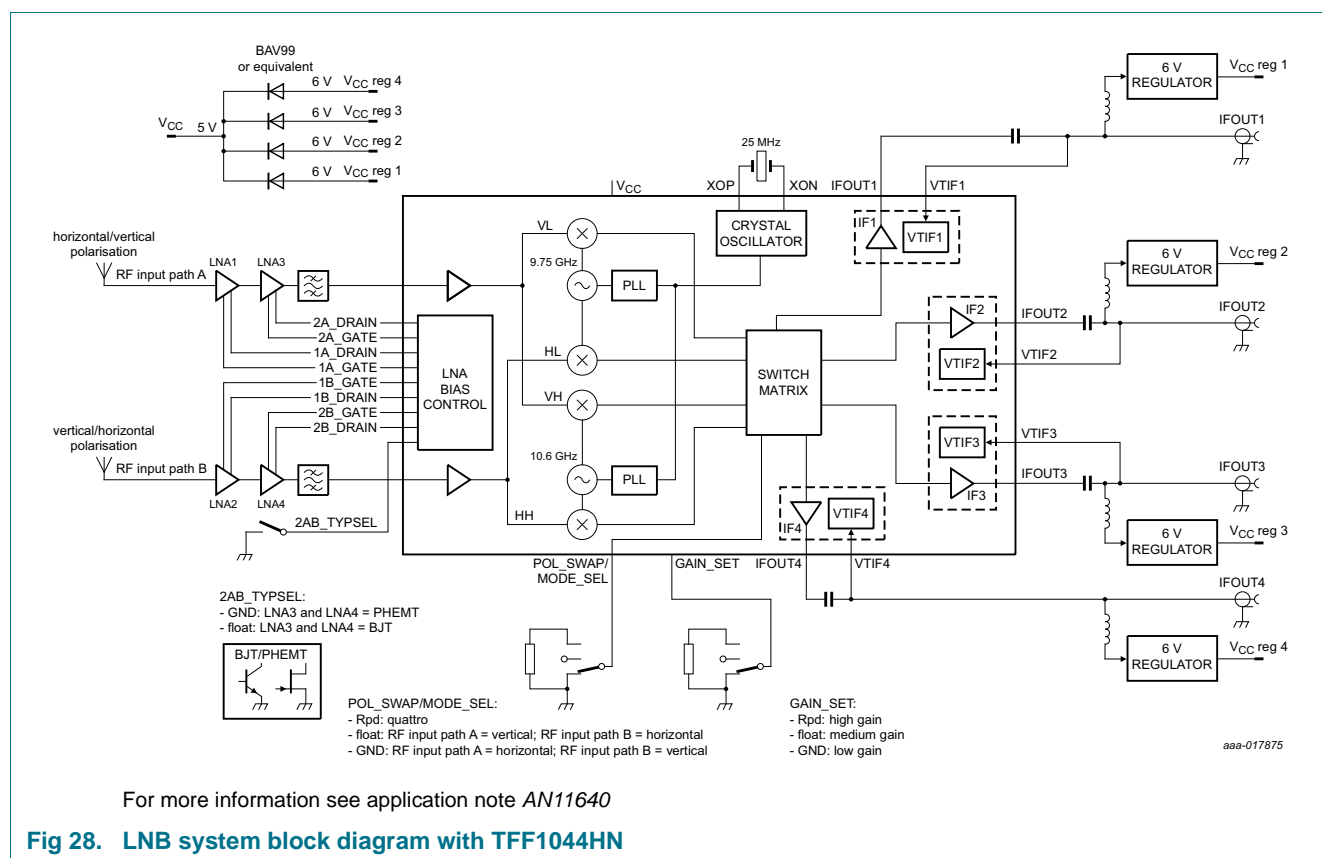 BAV99
or equivalent
6 V VCC reg 4
6 V VCC reg 3
VCC 5 V
6 V VCC reg 2
6 V VCC reg 1
6 V
REGULATOR
VCC reg 1
IFOUT1
25 MHz
VCC
XOP
XON
IFOUT1
VTIF1
horizontal/vertical
polarisation
RF input path A
LNA1
LNA3
VL
9.75 GHz
PLL
CRYSTAL
OSCILLATOR
IF1
VTIF1
6 V
REGULATOR
VCC reg 2
IFOUT2
IF2
IFOUT2
VTIF2
VTIF2
2A_DRAIN
2A_GATE
1A_DRAIN
1A_GATE
1B_GATE
1B_DRAIN
2B_GATE
2B_DRAIN
LNA
BIAS
CONTROL
HL
VH
SWITCH
MATRIX
vertical/horizontal
polarisation
RF input path B
LNA2
LNA4
10.6 GHz
PLL
HH
VTIF3
VTIF3
IFOUT3
IF3
IFOUT3
6 V
REGULATOR
VCC reg 3
2AB_TYPSEL
IF4
VTIF4
POL_SWAP/
MODE_SEL
GAIN_SET
IFOUT4
VTIF4
IFOUT4
6 V
REGULATOR
VCC reg 4
2AB_TYPSEL:
- GND: LNA3 and LNA4 = PHEMT
- float: LNA3 and LNA4 = BJT
BJT/PHEMT
POL_SWAP/MODE_SEL:
- Rpd: quattro
- float: RF input path A = vertical; RF input path B = horizontal
- GND: RF input path A = horizontal; RF input path B = vertical
GAIN_SET:
- Rpd: high gain
- float: medium gain
- GND: low gain
aaa-017875
For more information see application note AN11640
Fig 28. LNB system block diagram with TFF1044HN